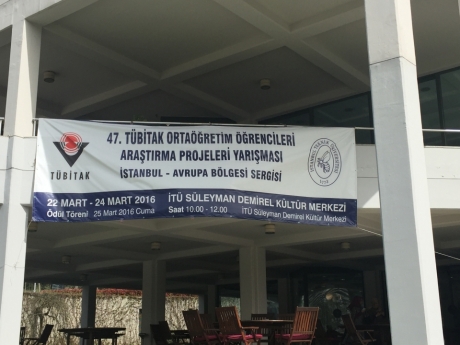 47. TÜBİTAK ORTAÖĞRETİM ÖĞRENCİLERİ
ARAŞTIRMA PROJELERİ YARIŞMASI
İSTANBUL - AVRUPA BÖLGESİ SERGİSİ
TÜBİTAK
22 MART - 24 MART 2016 İTÜ SÜLEYMAN DEMİREL KÜLTÜR MERKEZİ
Ödül Töreni 25 Mart 2016 Cuma Saat 10.00 - 12.00 İTÜ Süleyman Demirel Kültür Merkezi